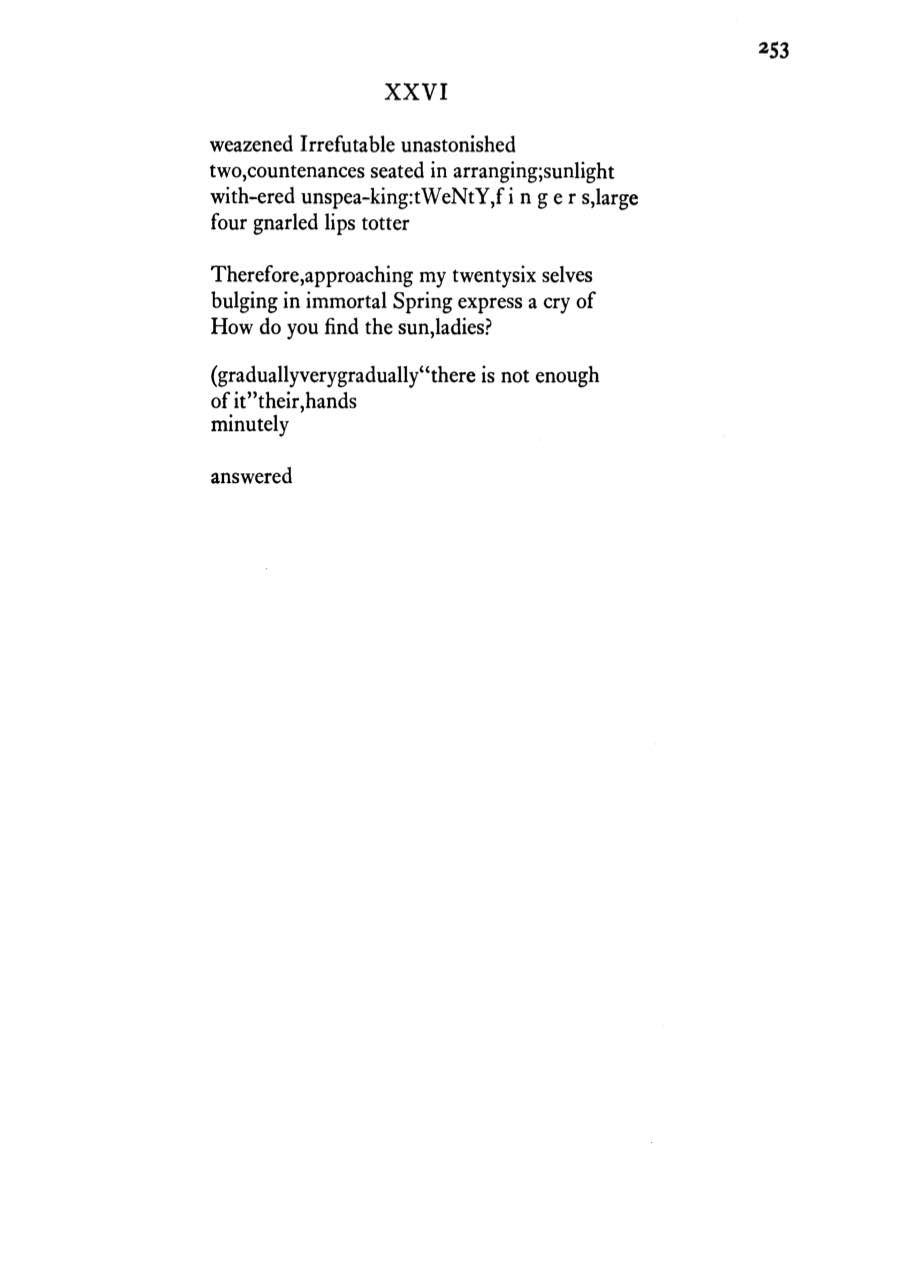 253
XXVI
weazened Irrefutable unastonished
two,countenances seated in arranging;sunlight
with-ered unspea-king:tWeNtY,f i n g e r s,large
four gnarled lips totter
Therefore,approaching my twentysix selves
bulging in immortal Spring express a cry of
How do you find the sun,ladies?
(graduallyverygradually“there is not enough
of it”their,hands
minutely
answered